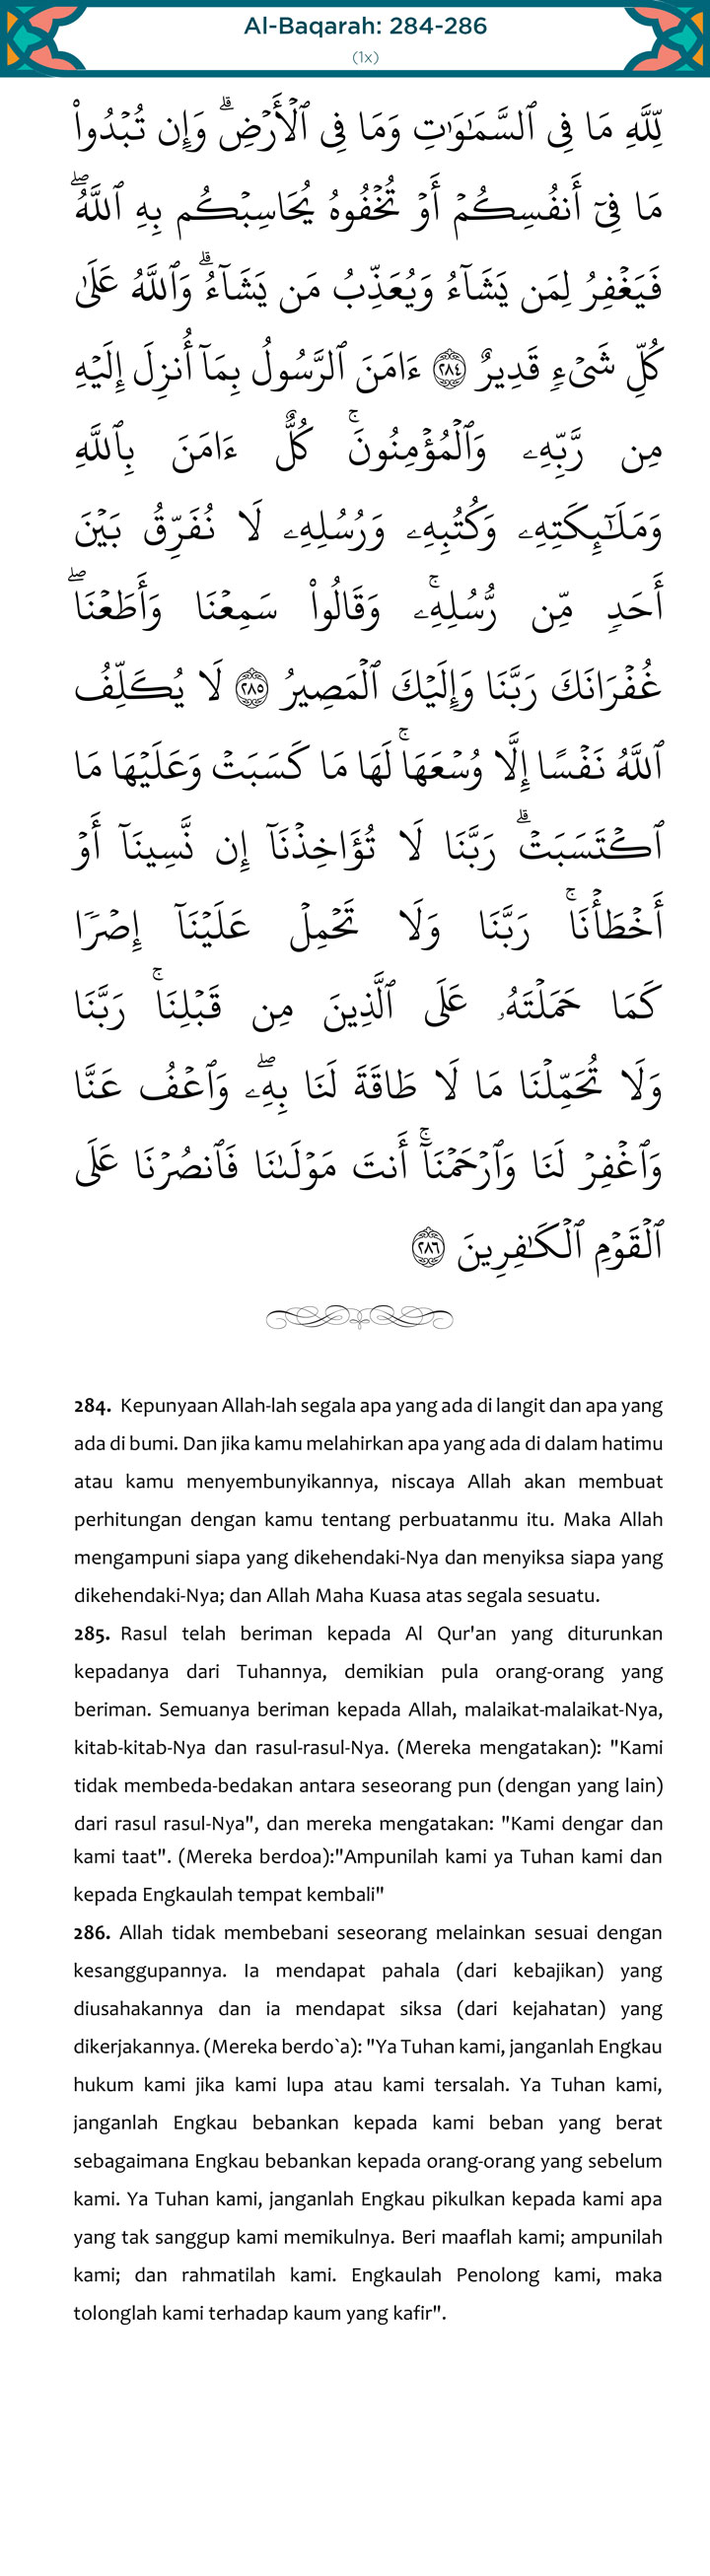 Al-Baqarah: 284-286
(1x)
لِّلَّهِ مَا فِى ٱلسَّمَـٰوَٰتِ وَمَا فِى ٱلْأَرْضِ ۗ وَإِن تُبْدُوا۟
مَا فِىٓ أَنفُسِكُمْ أَوْ تُخْفُوهُ يُحَاسِبْكُم بِهِ ٱللَّهُ ۖ
فَيَغْفِرُ لِمَن يَشَآءُ وَيُعَذِّبُ مَن يَشَآءُ ۗ وَٱللَّهُ عَلَىٰ
كُلِّ شَىْءٍ قَدِيرٌ ٢٨٤ ءَامَنَ ٱلرَّسُولُ بِمَآ أُنزِلَ إِلَيْهِ
مِن رَّبِّهِۦ وَٱلْمُؤْمِنُونَ ۚ كُلٌّ ءَامَنَ بِٱللَّهِ
وَمَلَـٰٓئِكَتِهِۦ وَكُتُبِهِۦ وَرُسُلِهِۦ لَا نُفَرِّقُ بَيْنَ
أَحَدٍ مِّن رُّسُلِهِۦ ۚ وَقَالُوا۟ سَمِعْنَا وَأَطَعْنَا ۖ
غُفْرَانَكَ رَبَّنَا وَإِلَيْكَ ٱلْمَصِيرُ ٢٨٥ لَا يُكَلِّفُ
ٱللَّهُ نَفْسًا إِلَّا وُسْعَهَا ۚ لَهَا مَا كَسَبَتْ وَعَلَيْهَا مَا
ٱكْتَسَبَتْ ۗ رَبَّنَا لَا تُؤَاخِذْنَآ إِن نَّسِينَآ أَوْ
أَخْطَأْنَا ۚ رَبَّنَا وَلَا تَحْمِلْ عَلَيْنَآ إِصْرًا
كَمَا حَمَلْتَهُۥ عَلَى ٱلَّذِينَ مِن قَبْلِنَا ۚ رَبَّنَا
وَلَا تُحَمِّلْنَا مَا لَا طَاقَةَ لَنَا بِهِۦ ۖ وَٱعْفُ عَنَّا
وَٱغْفِرْ لَنَا وَٱرْحَمْنَآ ۚ أَنتَ مَوْلَىٰنَا فَٱنصُرْنَا عَلَى
ٱلْقَوْمِ ٱلْكَـٰفِرِينَ ٢٨٦
284. Kepunyaan Allah-lah segala apa yang ada di langit dan apa yang
ada di bumi. Dan jika kamu melahirkan apa yang ada di dalam hatimu
atau kamu menyembunyikannya, niscaya Allah akan membuat
perhitungan dengan kamu tentang perbuatanmu itu. Maka Allah
mengampuni siapa yang dikehendaki-Nya dan menyiksa siapa yang
dikehendaki-Nya; dan Allah Maha Kuasa atas segala sesuatu.
285. Rasul telah beriman kepada Al Qur'an yang diturunkan
kepadanya dari Tuhannya, demikian pula orang-orang yang
beriman. Semuanya beriman kepada Allah, malaikat-malaikat-Nya,
kitab-kitab-Nya dan rasul-rasul-Nya. (Mereka mengatakan): "Kami
tidak membeda-bedakan antara seseorang pun (dengan yang lain)
dari rasul rasul-Nya", dan mereka mengatakan: "Kami dengar dan
kami taat". (Mereka berdoa):"Ampunilah kami ya Tuhan kami dan
kepada Engkaulah tempat kembali"
286. Allah tidak membebani seseorang melainkan sesuai dengan
kesanggupannya. Ia mendapat pahala (dari kebajikan) yang
diusahakannya dan ia mendapat siksa (dari kejahatan) yang
dikerjakannya. (Mereka berdo`a): "Ya Tuhan kami, janganlah Engkau
hukum kami jika kami lupa atau kami tersalah. Ya Tuhan kami,
janganlah Engkau bebankan kepada kami beban yang berat
sebagaimana Engkau bebankan kepada orang-orang yang sebelum
kami. Ya Tuhan kami, janganlah Engkau pikulkan kepada kami apa
yang tak sanggup kami memikulnya. Beri maaflah kami; ampunilah
kami; dan rahmatilah kami. Engkaulah Penolong kami, maka
tolonglah kami terhadap kaum yang kafir".